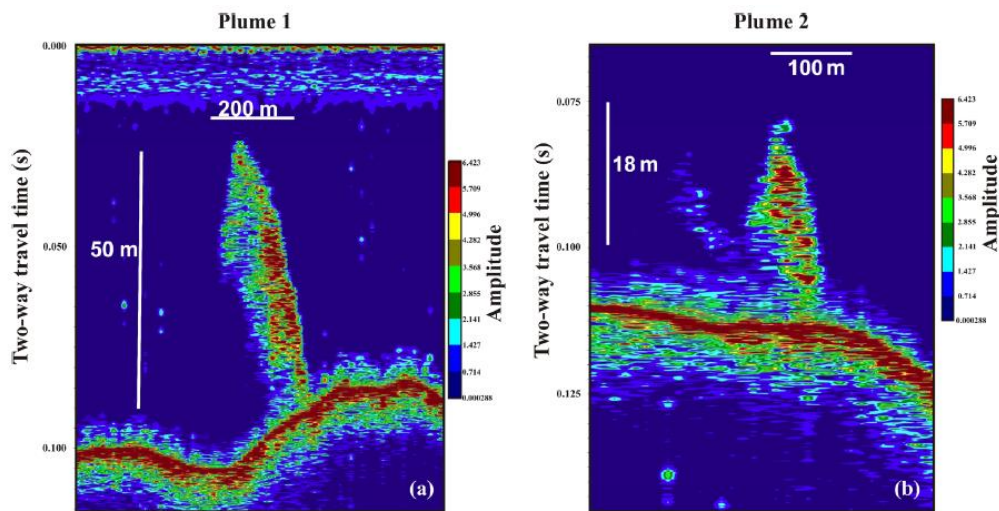 Plume 1
Plume 2
Two-way travel time (s)
0.000
0.050
0.100
200 m
50 m
(a)
6.423
5.709
4.996
4.282
3.568
2.855
2.141
1.427
0.714
0.000288
Amplitude
Two-way travel time (s)
0.075
0.100
0.125
100 m
18 m
(b)
6.423
5.709
4.996
4.282
3.568
2.855
2.141
1.427
0.714
0.000288
Amplitude